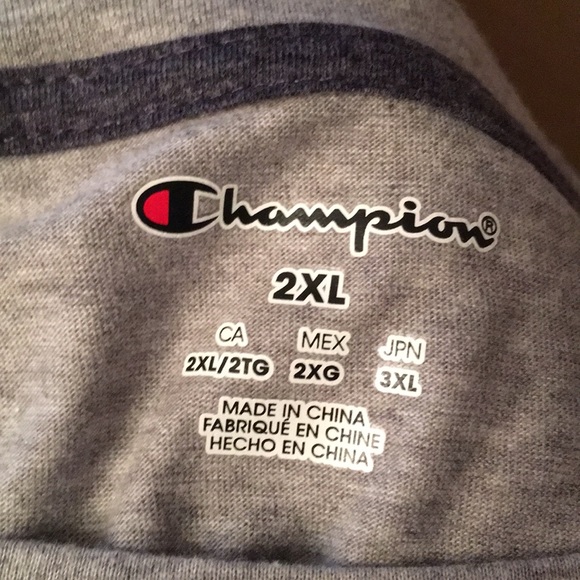 Champion®
2XL
CA MEX JPN
2XL/2TG 2XG 3XL
MADE IN CHINA
FABRIQUÉ EN CHINE
HECHO EN CHINA